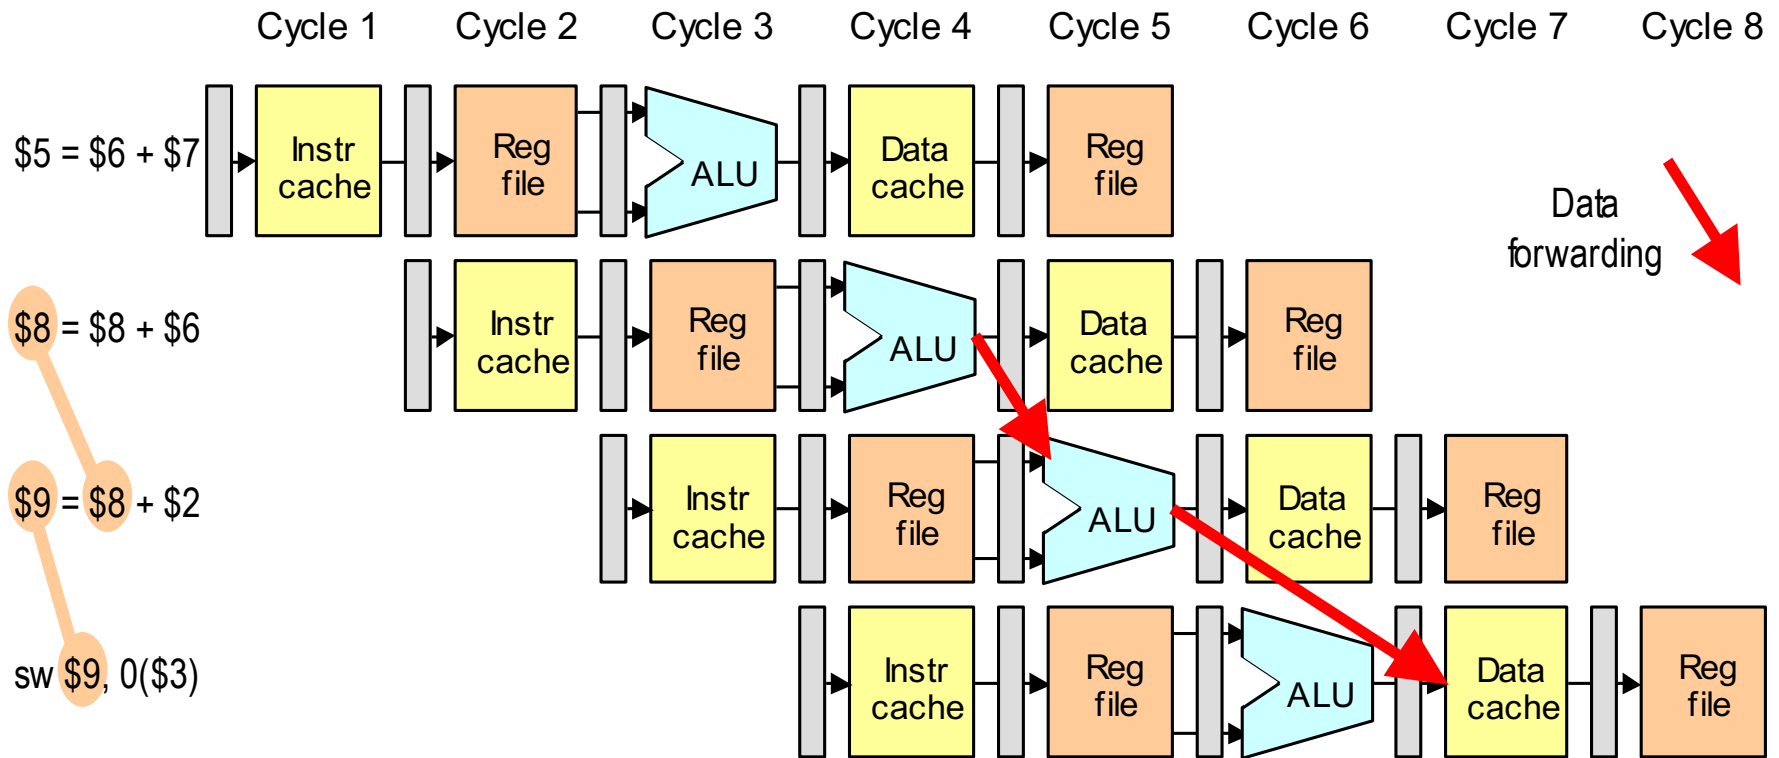 Cycle 1 Cycle 2 Cycle 3 Cycle 4 Cycle 5 Cycle 6 Cycle 7 Cycle 8
$5 = $6 + $7
Instr
cache
Reg
file
ALU
Data
cache
Reg
file
Data
forwarding
$8 = $8 + $6
Instr
cache
Reg
file
ALU
Data
cache
Reg
file
$9 = $8 + $2
Instr
cache
Reg
file
ALU
Data
cache
Reg
file
sw $9, 0($3)
Instr
cache
Reg
file
ALU
Data
cache
Reg
file